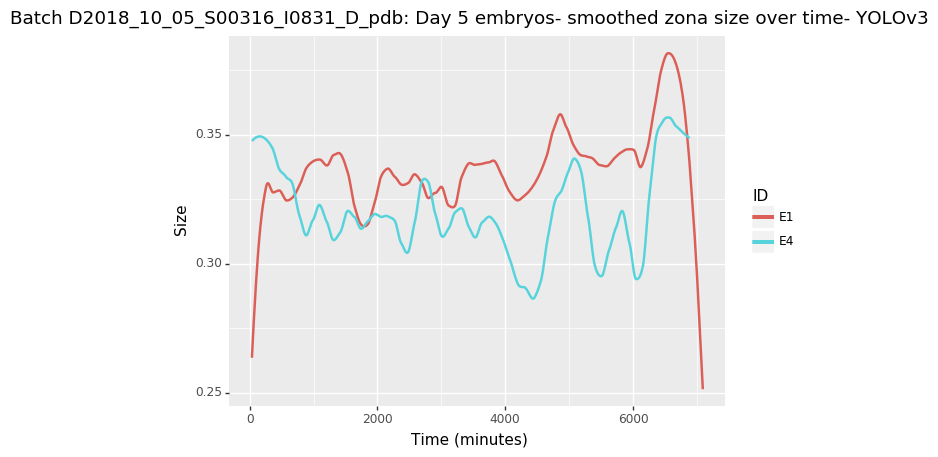 Batch D2018_10_05_S00316_I0831_D_pdb: Day 5 embryos- smoothed zona size over time- YOLOv3
0.35
0.30
0.25
Size
0
2000
4000
6000
Time (minutes)
ID
E1
E4